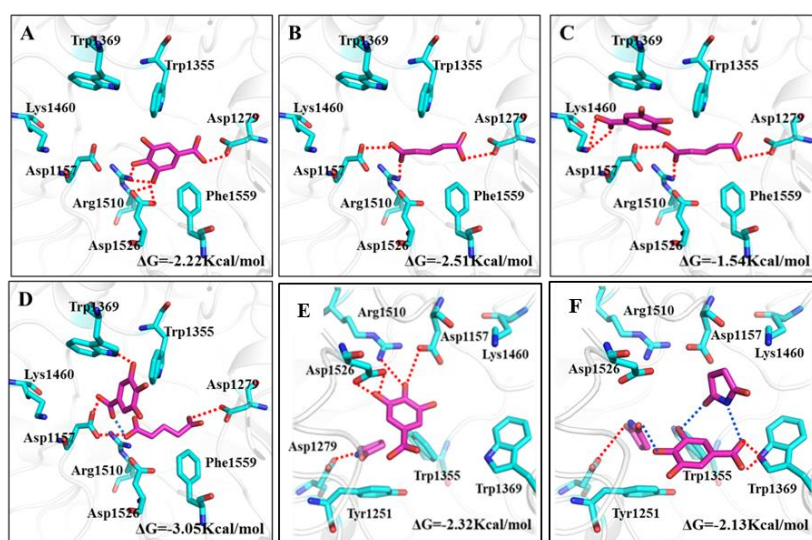 A
Trp1369
Trp1355
Lys1460
Asp1279
Asp1157
Arg1510
Phe1559
Asp1526
ΔG=-2.22Kcal/mol
B
Trp1369
Trp1355
Lys1460
Asp1279
Asp1157
Arg1510
Phe1559
Asp1526
ΔG=-2.51Kcal/mol
C
Trp1369
Trp1355
Lys1460
Asp1279
Asp1157
Arg1510
Phe1559
Asp1526
ΔG=-1.54Kcal/mol
D
Trp1369
Trp1355
Lys1460
Asp1279
Asp1157
Arg1510
Phe1559
Asp1526
ΔG=-3.05Kcal/mol
E
Arg1510
Asp1157
Lys1460
Asp1526
Asp1279
Trp1355
Trp1369
Tyr1251
ΔG=-2.32Kcal/mol
F
Arg1510
Asp1157
Lys1460
Asp1526
Trp1355
Trp1369
Tyr1251
ΔG=-2.13Kcal/mol